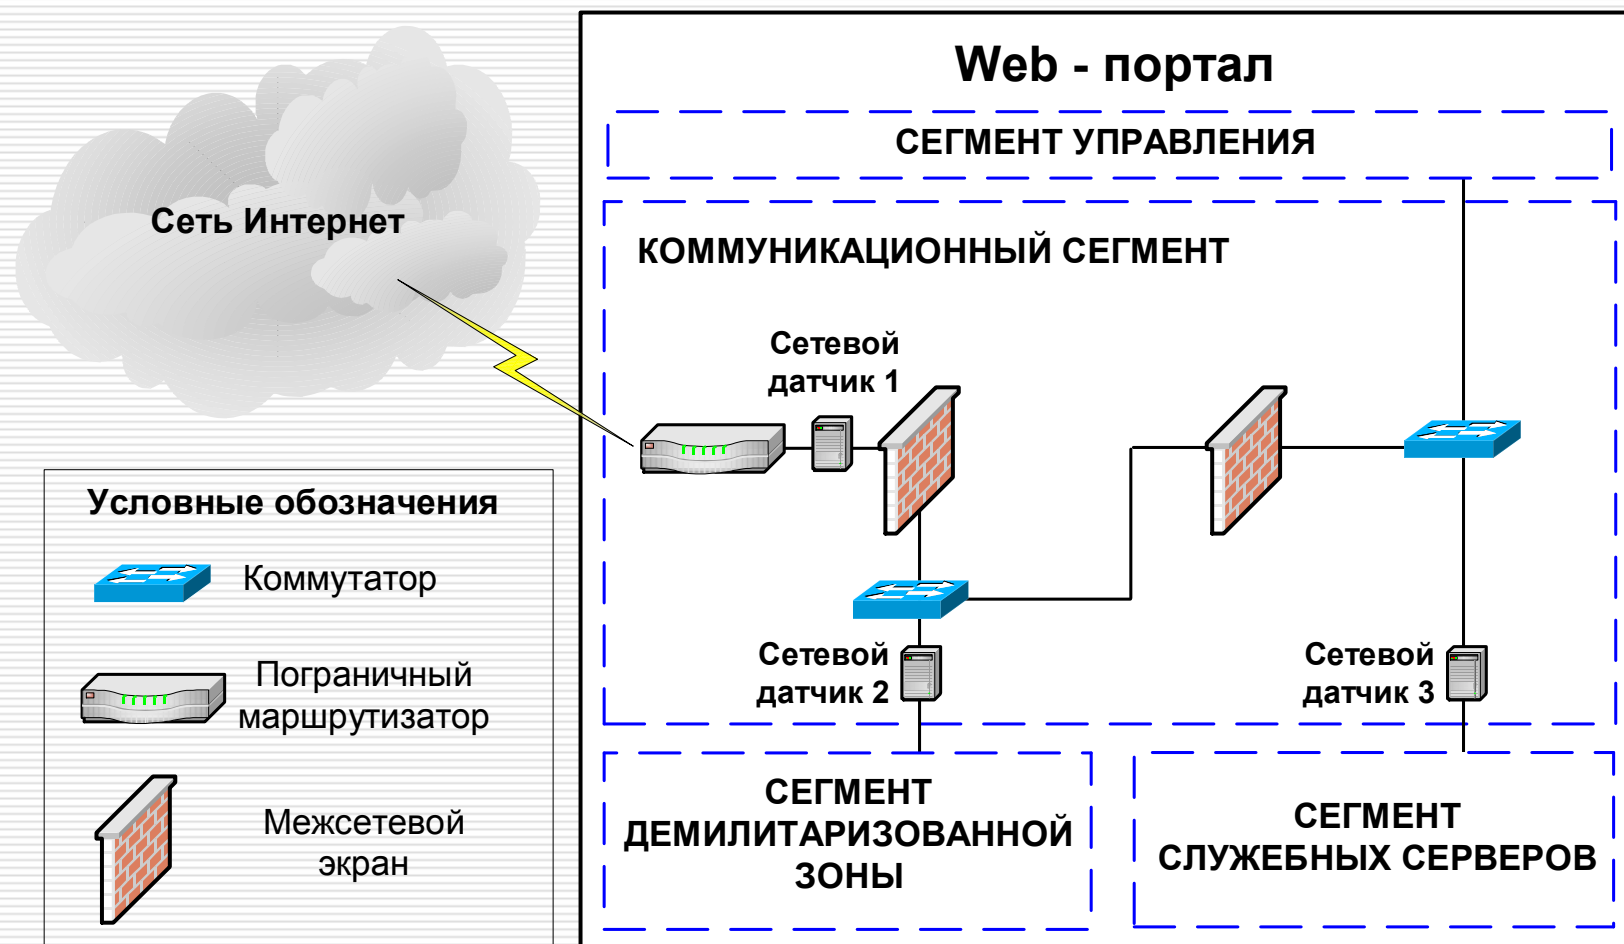 Web - портал
СЕГМЕНТ УПРАВЛЕНИЯ
Сеть Интернет
КОММУНИКАЦИОННЫЙ СЕГМЕНТ
Сетевой
датчик 1
Условные обозначения
Коммутатор
Пограничный
маршрутизатор
Межсетевой
экран
Сетевой
датчик 2
Сетевой
датчик 3
СЕГМЕНТ
ДЕМИЛИТАРИЗОВАННОЙ
ЗОНЫ
СЕГМЕНТ
СЛУЖЕБНЫХ СЕРВЕРОВ